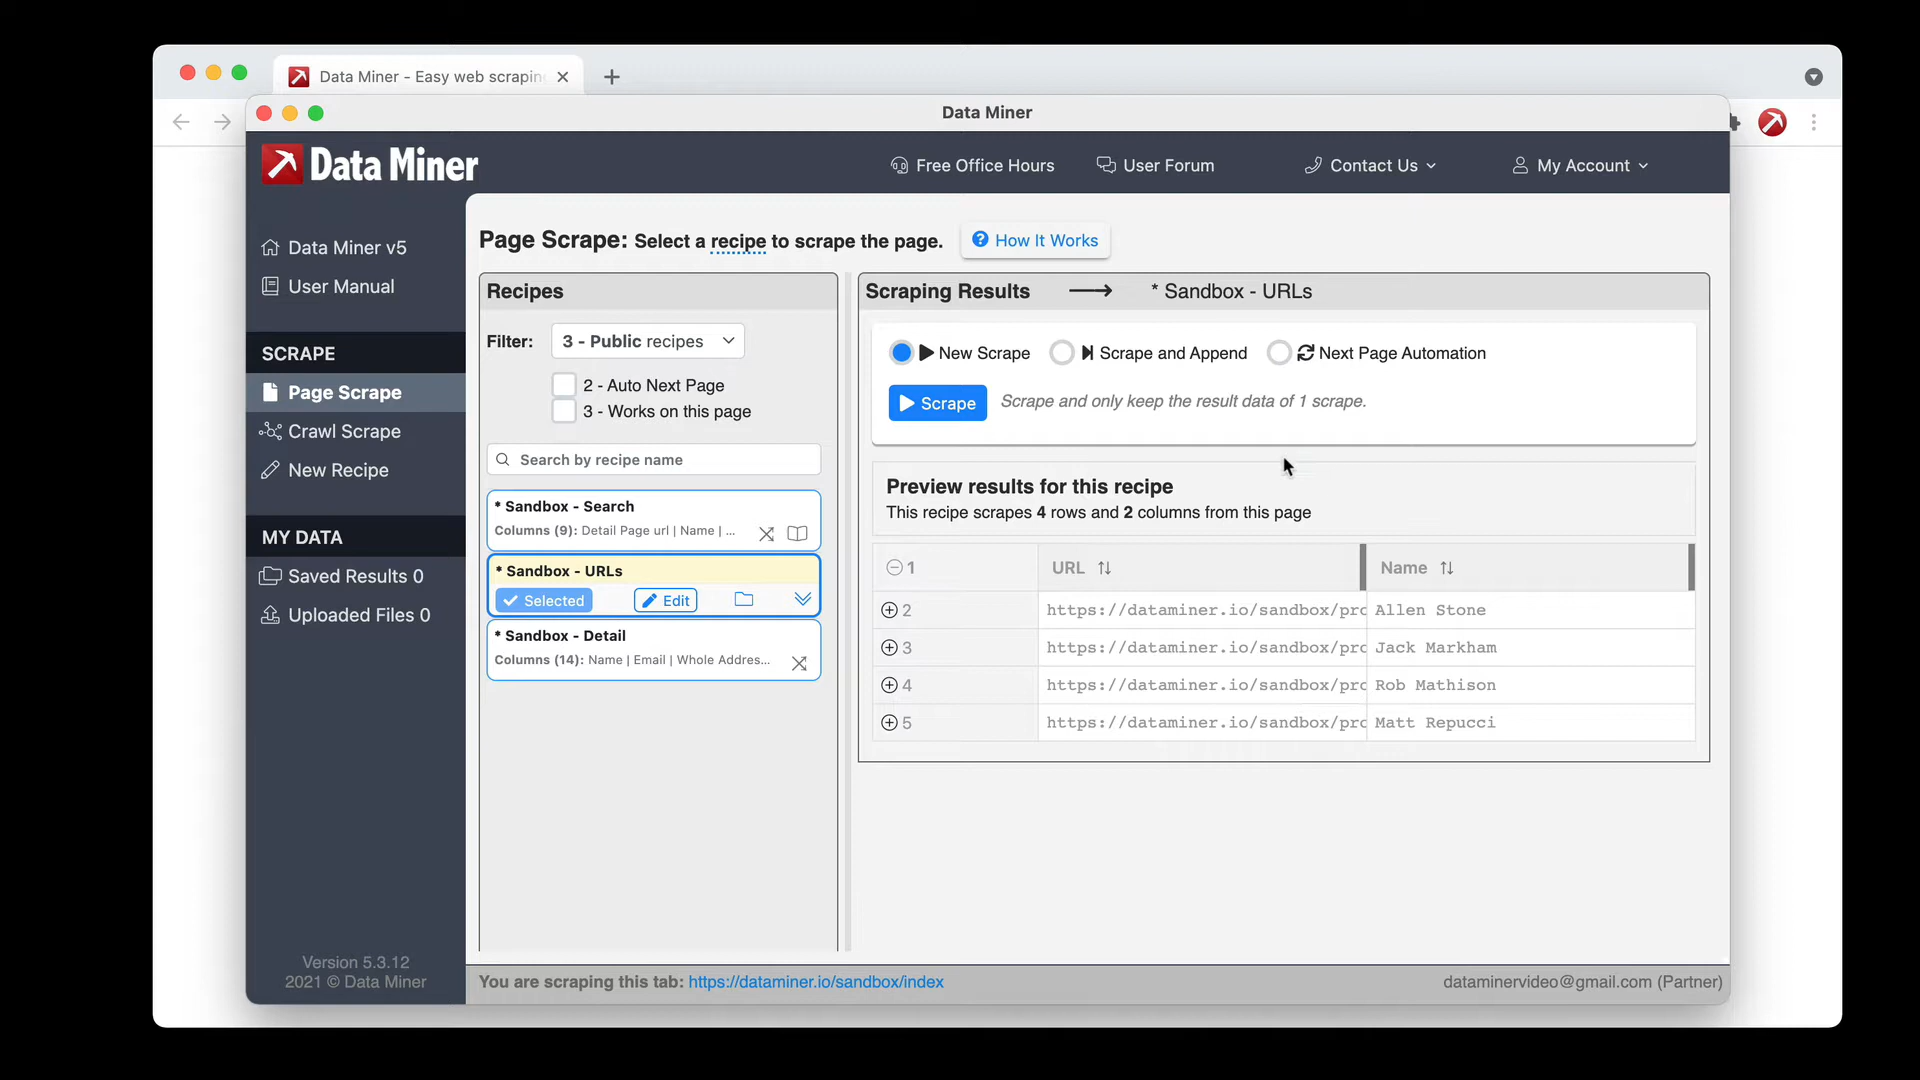 Data Miner - Easy web scrapin
Data Miner
Data Miner
Free Office Hours
User Forum
Contact Us
My Account
Data Miner v5
User Manual
SCRAPE
Page Scrape
Crawl Scrape
New Recipe
MY DATA
Saved Results 0
Uploaded Files 0
Version 5.3.12
2021 © Data Miner
Page Scrape: Select a recipe to scrape the page.
How It Works
Recipes
Filter: 3 - Public recipes
2 - Auto Next Page
3 - Works on this page
Search by recipe name
* Sandbox - Search
Columns (9): Detail Page url | Name | ...
* Sandbox - URLs
Selected
Edit
* Sandbox - Detail
Columns (14): Name | Email | Whole Addres...
Scraping Results → * Sandbox - URLs
New Scrape
Scrape and Append
Next Page Automation
Scrape
Scrape and only keep the result data of 1 scrape.
Preview results for this recipe
This recipe scrapes 4 rows and 2 columns from this page
1 URL Name
2 https://dataminer.io/sandbox/pro Allen Stone
3 https://dataminer.io/sandbox/pro Jack Markham
4 https://dataminer.io/sandbox/pro Rob Mathison
5 https://dataminer.io/sandbox/pro Matt Repucci
You are scraping this tab: https://dataminer.io/sandbox/index
dataminervideo@gmail.com (Partner)